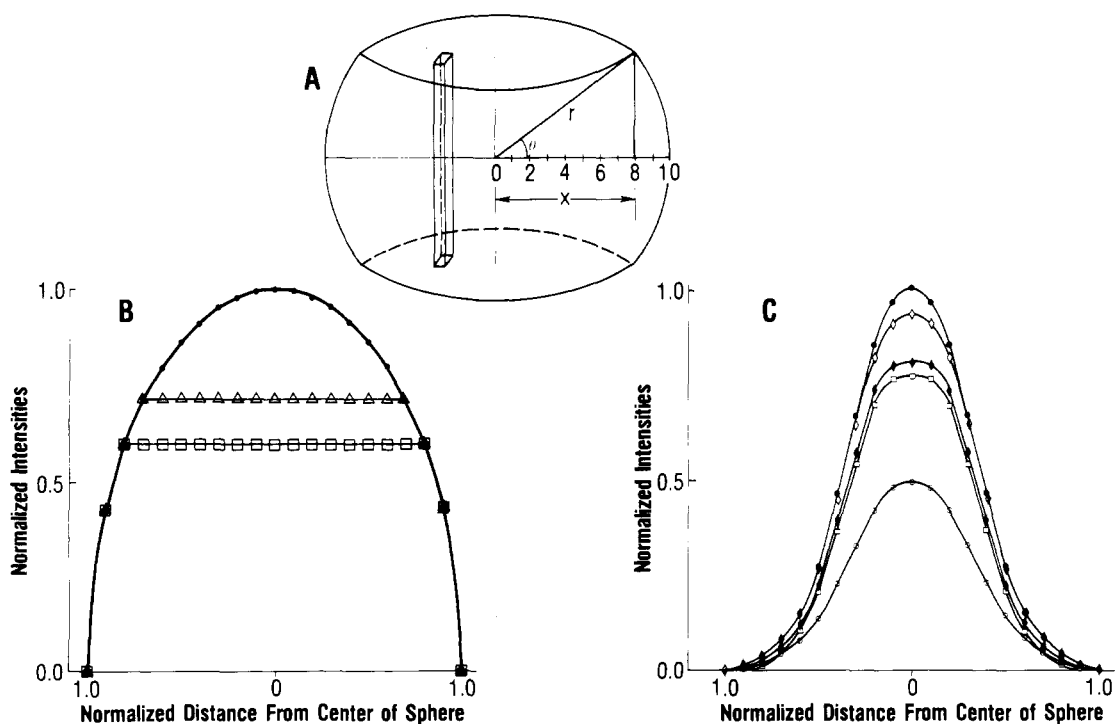 A
r
θ
0 2 4 6 8 10
x
B
1.0
0.5
0.0
1.0 0 1.0
Normalized Intensities
Normalized Distance From Center of Sphere
C
1.0
0.5
0.0
1.0 0 1.0
Normalized Intensities
Normalized Distance From Center of Sphere